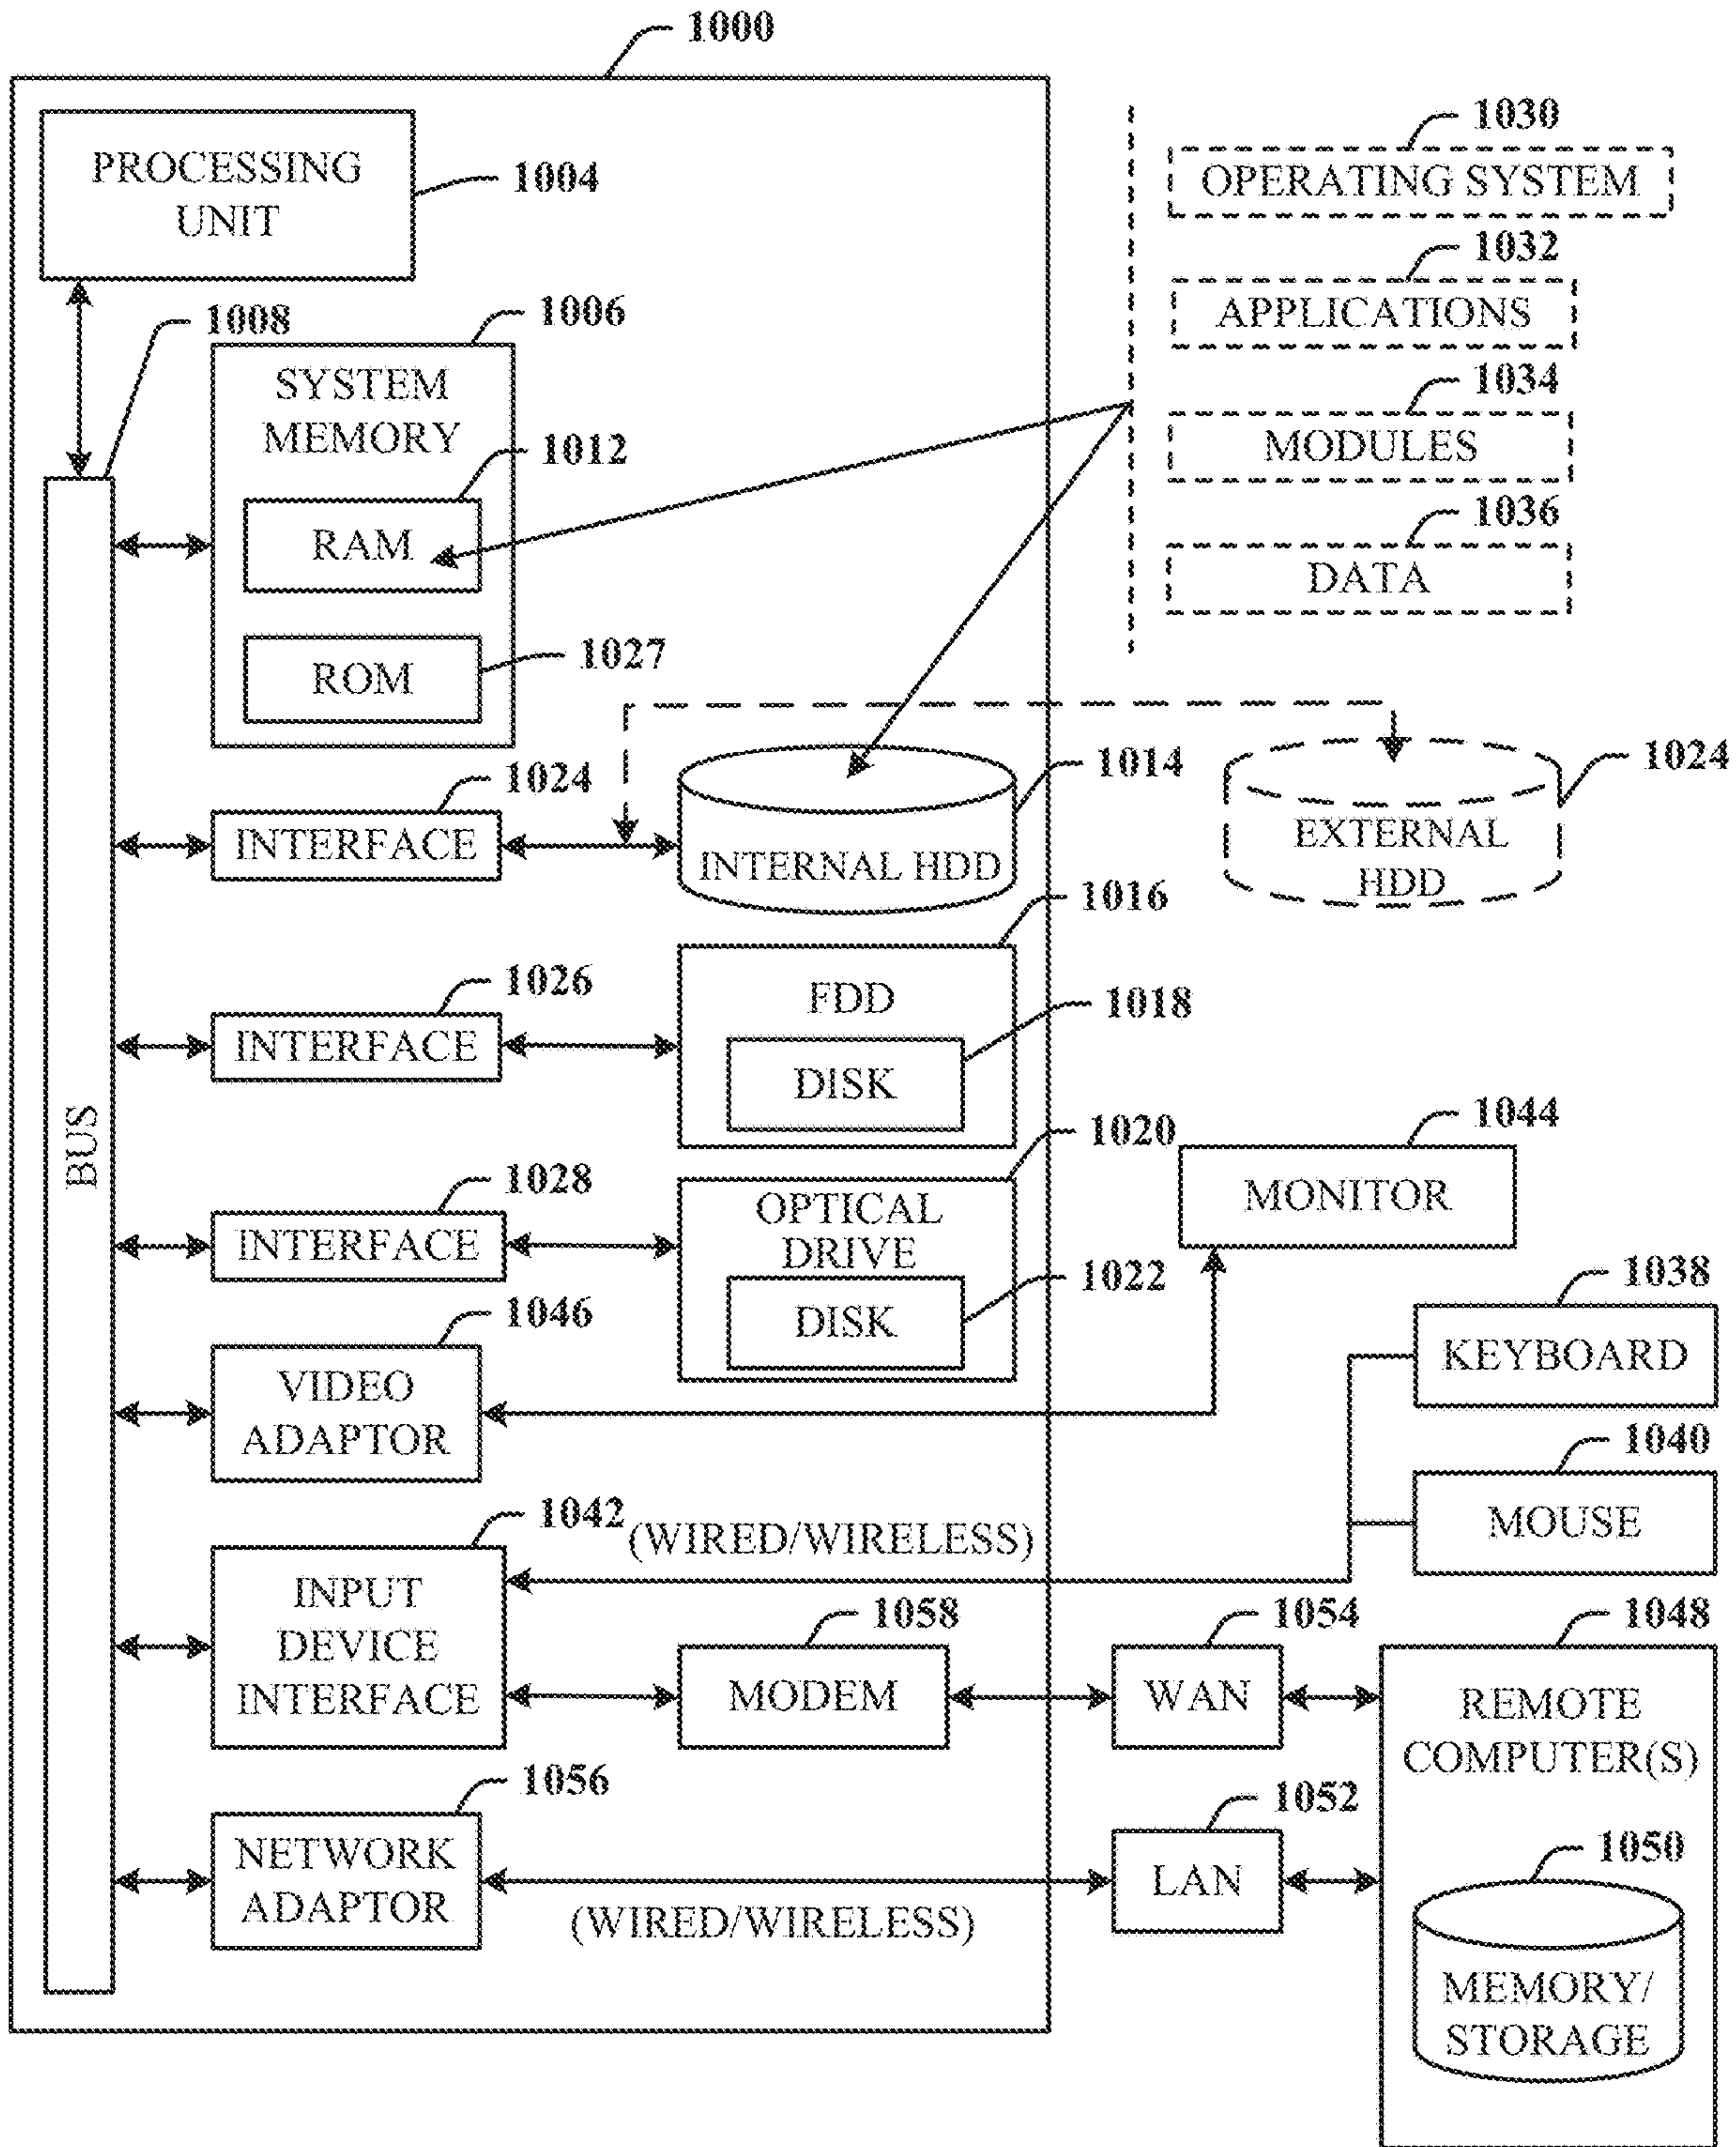 1000
PROCESSING
UNIT
1004
1030
OPERATING SYSTEM
1032
APPLICATIONS
1034
MODULES
1036
DATA
1008
1006
SYSTEM
MEMORY
1012
RAM
1027
ROM
1024
INTERFACE
1014
INTERNAL HDD
1024
EXTERNAL
HDD
1026
INTERFACE
1016
FDD
1018
DISK
BUS
1028
INTERFACE
1020
OPTICAL
DRIVE
1022
DISK
1044
MONITOR
1046
VIDEO
ADAPTOR
1038
KEYBOARD
1040
MOUSE
1042
(WIRED/WIRELESS)
INPUT
DEVICE
INTERFACE
1058
MODEM
1054
WAN
1048
REMOTE
COMPUTER(S)
1056
NETWORK
ADAPTOR
(WIRED/WIRELESS)
1052
LAN
1050
MEMORY/
STORAGE